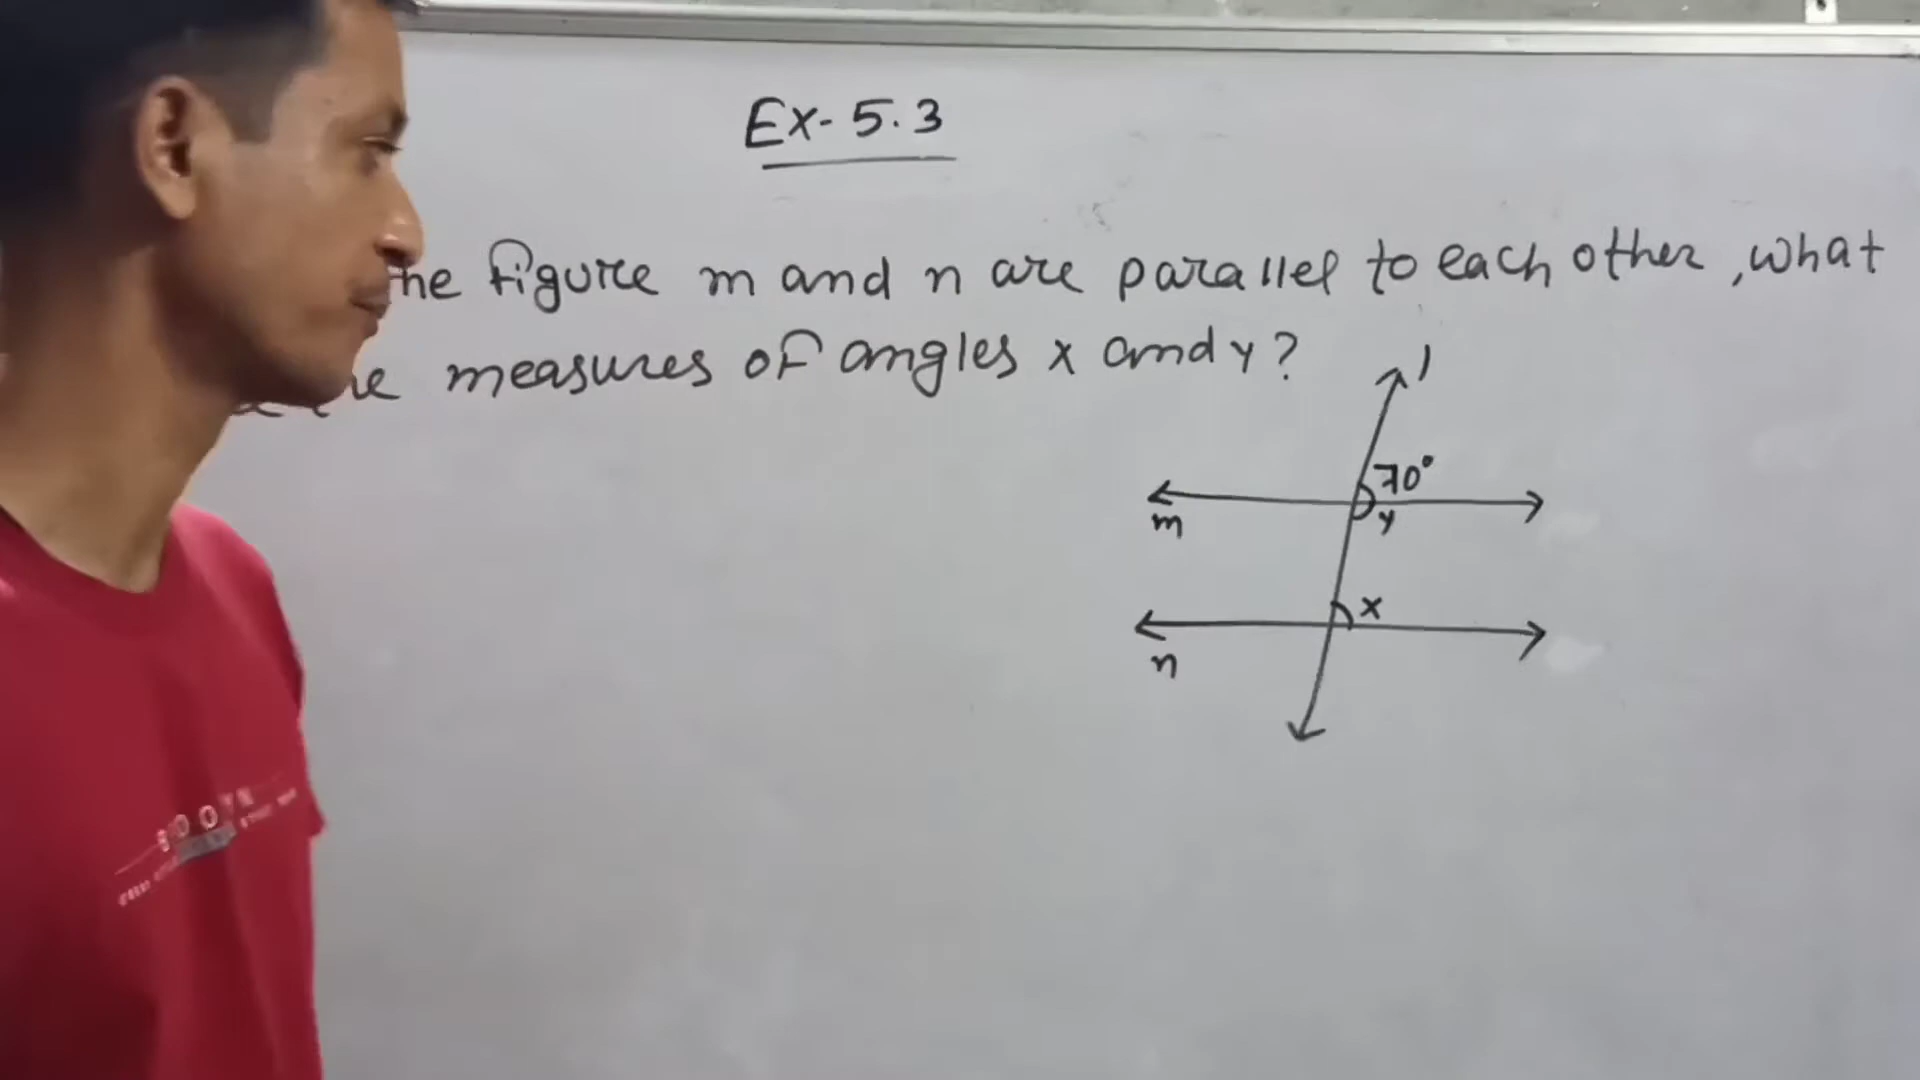 Ex- 5.3
he figure m and n are parallel to each other, what
measures of angles x and y?
l
70°
m
y
x
n